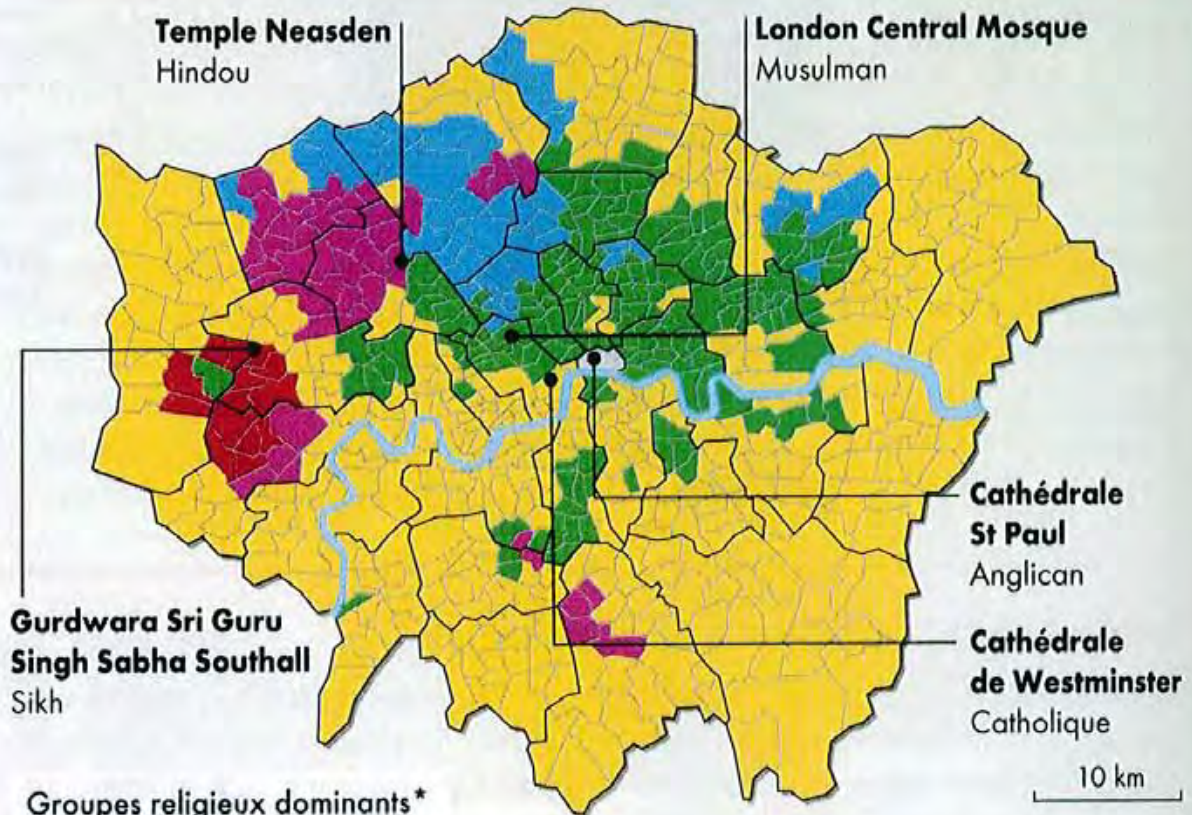 Temple Neasden
Hindou
London Central Mosque
Musulman
Cathédrale
St Paul
Anglican
Gurdwara Sri Guru
Singh Sabha Southall
Sikh
Cathédrale
de Westminster
Catholique
10 km
Groupes religieux dominants*